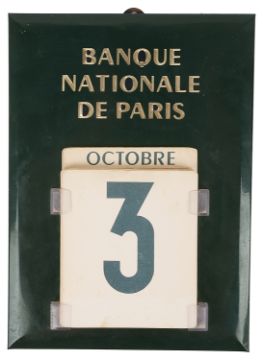 BANQUE
NATIONALE
DE PARIS
OCTOBRE
3